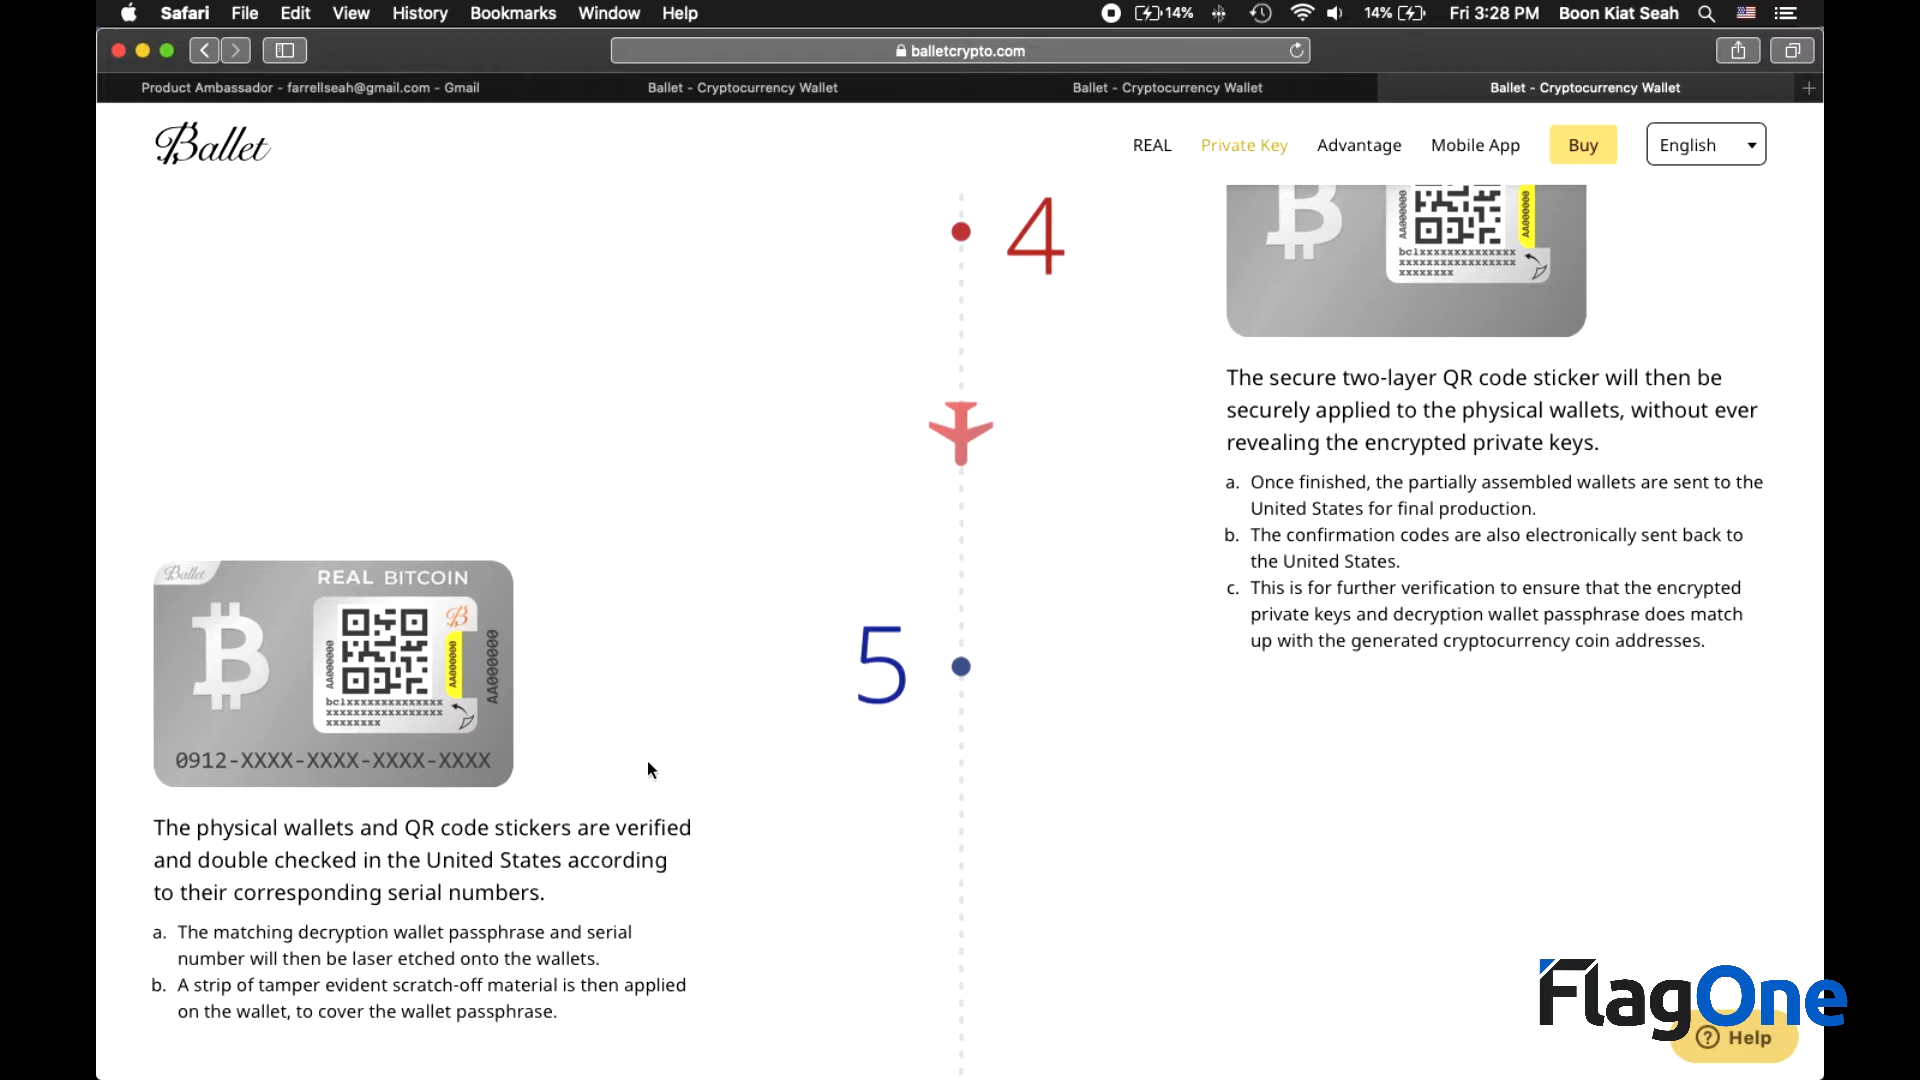 Safari File Edit View History Bookmarks Window Help 14% 14% Fri 3:28 PM Boon Kiat Seah
balletcrypto.com
Product Ambassador - farrellseah@gmail.com - Gmail
Ballet - Cryptocurrency Wallet
Ballet - Cryptocurrency Wallet
Ballet - Cryptocurrency Wallet
Ballet
REAL Private Key Advantage Mobile App Buy English
4
AA000000
AA000000
bc1xxxxxxxxxxxxxxx
xxxxxxxxxxxxxxxxxx
xxxxxxxx
The secure two-layer QR code sticker will then be
securely applied to the physical wallets, without ever
revealing the encrypted private keys.
a. Once finished, the partially assembled wallets are sent to the
United States for final production.
b. The confirmation codes are also electronically sent back to
the United States.
c. This is for further verification to ensure that the encrypted
private keys and decryption wallet passphrase does match
up with the generated cryptocurrency coin addresses.
5
Ballet
REAL BITCOIN
AA000000
AA000000
AA000000
bc1xxxxxxxxxxxxxxx
xxxxxxxxxxxxxxxxxx
xxxxxxxx
0912-XXXX-XXXX-XXXX-XXXX
The physical wallets and QR code stickers are verified
and double checked in the United States according
to their corresponding serial numbers.
a. The matching decryption wallet passphrase and serial
number will then be laser etched onto the wallets.
b. A strip of tamper evident scratch-off material is then applied
on the wallet, to cover the wallet passphrase.
FlagOne
? Help